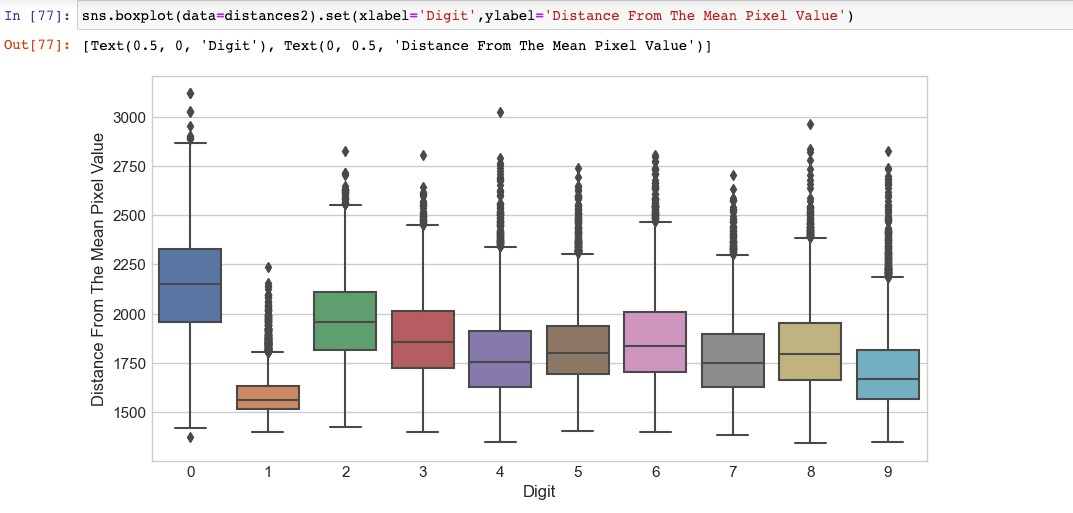 In [77]: sns.boxplot(data=distances2).set(xlabel='Digit',ylabel='Distance From The Mean Pixel Value')
Out[77]: [Text(0.5, 0, 'Digit'), Text(0, 0.5, 'Distance From The Mean Pixel Value')]
Distance From The Mean Pixel Value
3000
2750
2500
2250
2000
1750
1500
0 1 2 3 4 5 6 7 8 9
Digit